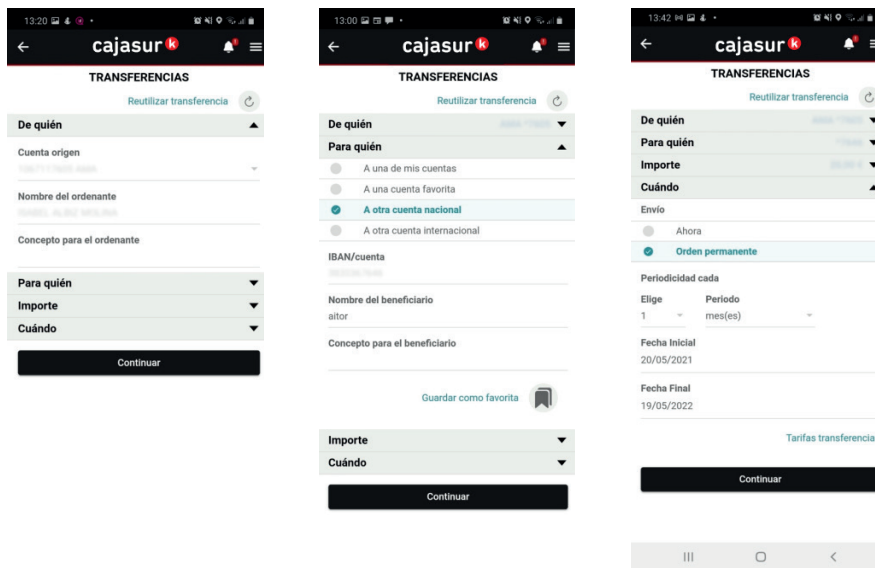 13:20
cajasur
TRANSFERENCIAS
Reutilizar transferencia
De quién
Cuenta origen
Nombre del ordenante
Concepto para el ordenante
Para quién
Importe
Cuándo
Continuar
13:00
cajasur
TRANSFERENCIAS
Reutilizar transferencia
De quién
Para quién
A una de mis cuentas
A una cuenta favorita
A otra cuenta nacional
A otra cuenta internacional
IBAN/cuenta
Nombre del beneficiario
aitor
Concepto para el beneficiario
Guardar como favorita
Importe
Cuándo
Continuar
13:42
cajasur
TRANSFERENCIAS
Reutilizar transferencia
De quién
Para quién
Importe
Cuándo
Envío
Ahora
Orden permanente
Periodicidad cada
Elige Periodo
1 mes(es)
Fecha Inicial
20/05/2021
Fecha Final
19/05/2022
Tarifas transferencia
Continuar